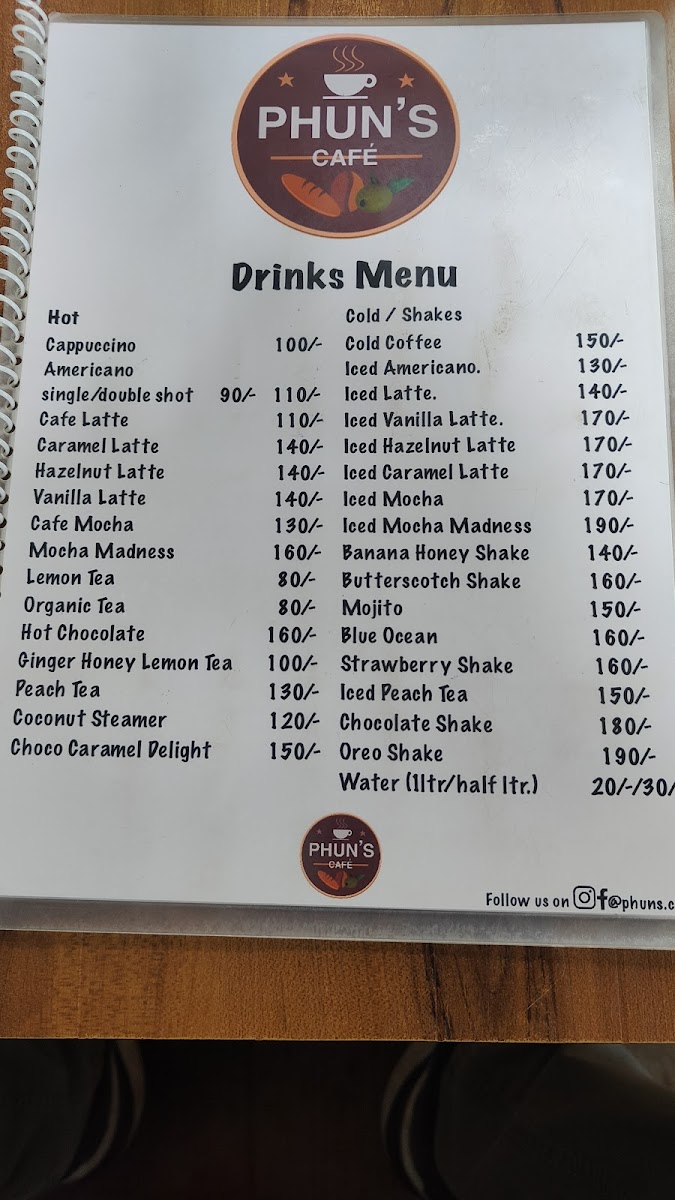 PHUN'S
CAFÉ
Drinks Menu
Hot
Cappuccino 100/-
Americano
single/double shot 90/- 110/-
Cafe Latte 110/-
Caramel Latte 140/-
Hazelnut Latte 140/-
Vanilla Latte 140/-
Cafe Mocha 130/-
Mocha Madness 160/-
Lemon Tea 80/-
Organic Tea 80/-
Hot Chocolate 160/-
Ginger Honey Lemon Tea 100/-
Peach Tea 130/-
Coconut Steamer 120/-
Choco Caramel Delight 150/-
Cold / Shakes
Cold Coffee 150/-
Iced Americano. 130/-
Iced Latte. 140/-
Iced Vanilla Latte. 170/-
Iced Hazelnut Latte 170/-
Iced Caramel Latte 170/-
Iced Mocha 170/-
Iced Mocha Madness 190/-
Banana Honey Shake 140/-
Butterscotch Shake 160/-
Mojito 150/-
Blue Ocean 160/-
Strawberry Shake 160/-
Iced Peach Tea 150/-
Chocolate Shake 180/-
Oreo Shake 190/-
Water (1ltr/half ltr.) 20/-/30/
PHUN'S
CAFÉ
Follow us on @phuns.c